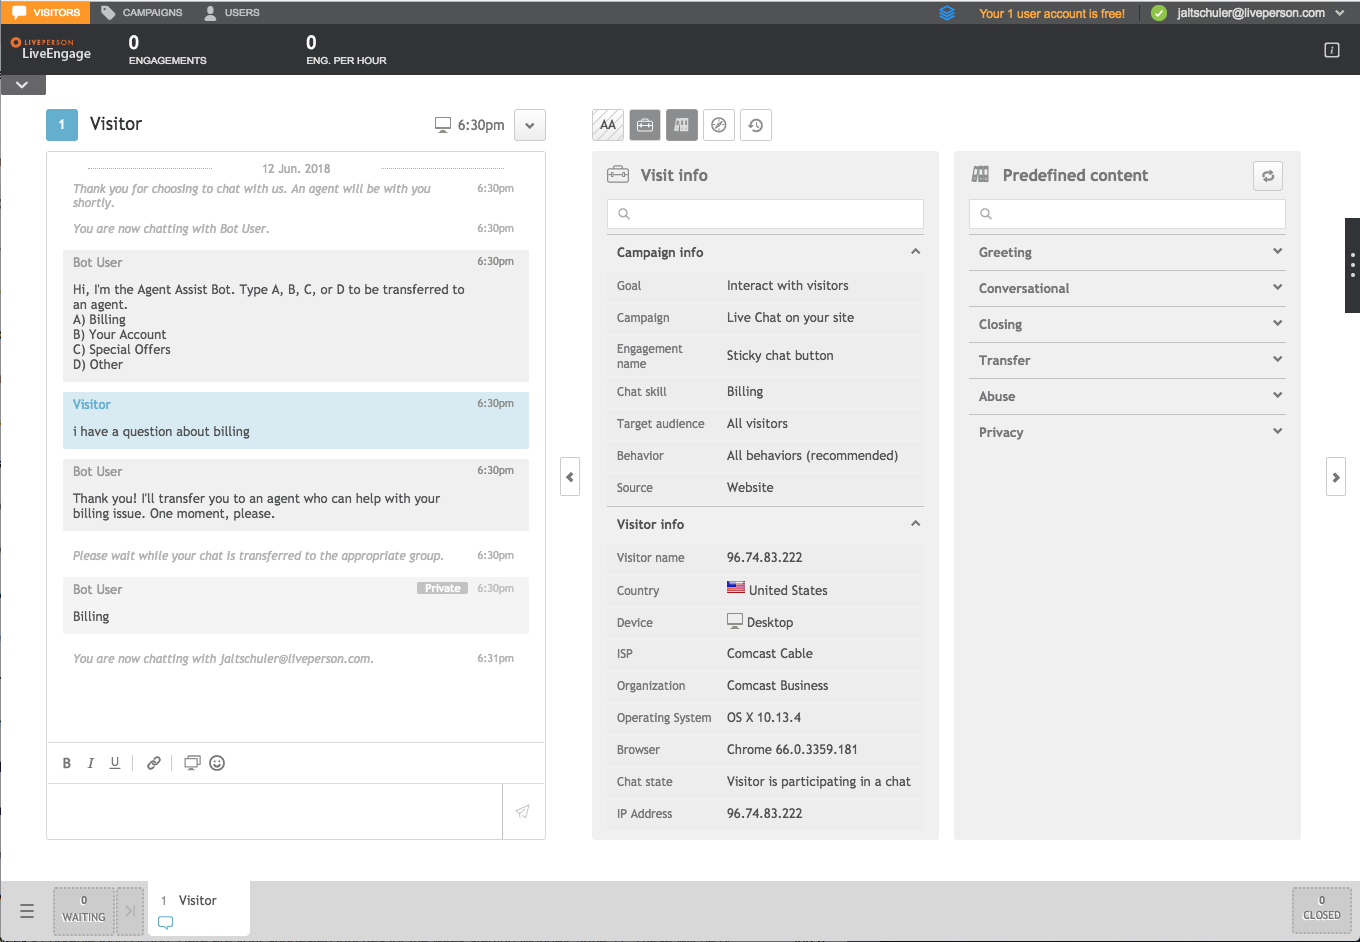 VISITORS
CAMPAIGNS
USERS
Your 1 user account is free!
jaltschuler@liveperson.com
LIVEPERSON
LiveEngage
0
ENGAGEMENTS
0
ENG. PER HOUR
1
Visitor
6:30pm
12 Jun. 2018
Thank you for choosing to chat with us. An agent will be with you 6:30pm
shortly.
You are now chatting with Bot User. 6:30pm
Bot User 6:30pm
Hi, I'm the Agent Assist Bot. Type A, B, C, or D to be transferred to
an agent.
A) Billing
B) Your Account
C) Special Offers
D) Other
Visitor 6:30pm
i have a question about billing
Bot User 6:30pm
Thank you! I'll transfer you to an agent who can help with your
billing issue. One moment, please.
Please wait while your chat is transferred to the appropriate group. 6:30pm
Bot User Private 6:30pm
Billing
You are now chatting with jaltschuler@liveperson.com. 6:31pm
B I U
AA
Visit info
Campaign info
Goal Interact with visitors
Campaign Live Chat on your site
Engagement
name Sticky chat button
Chat skill Billing
Target audience All visitors
Behavior All behaviors (recommended)
Source Website
Visitor info
Visitor name 96.74.83.222
Country United States
Device Desktop
ISP Comcast Cable
Organization Comcast Business
Operating System OS X 10.13.4
Browser Chrome 66.0.3359.181
Chat state Visitor is participating in a chat
IP Address 96.74.83.222
Predefined content
Greeting
Conversational
Closing
Transfer
Abuse
Privacy
0
WAITING
1 Visitor
0
CLOSED